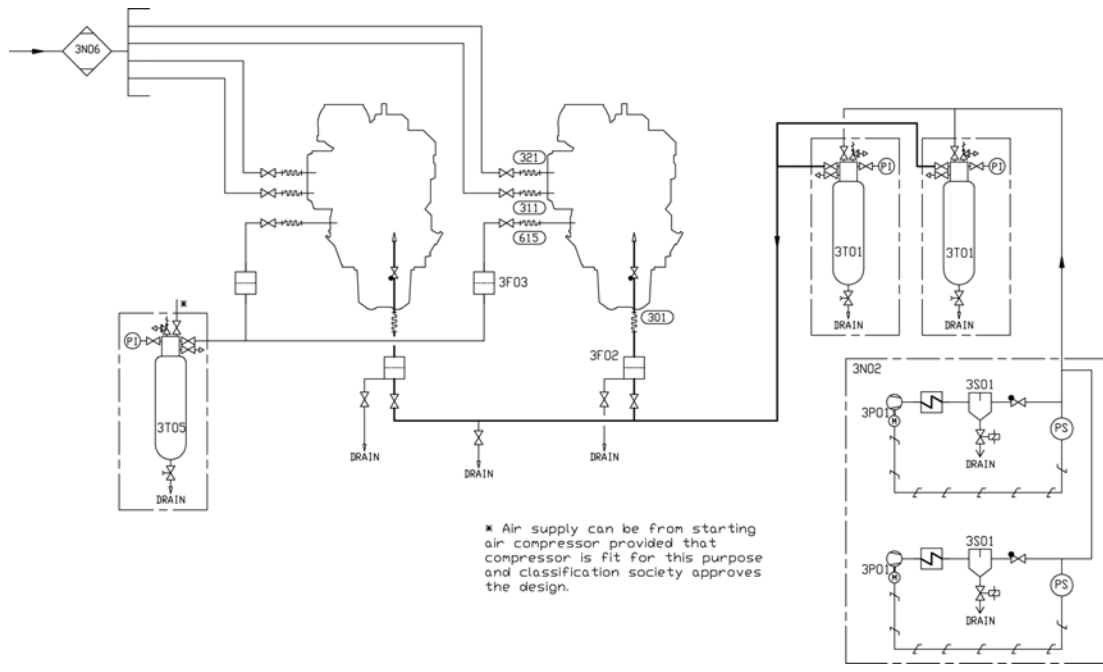 3N06
321
311
615
3F03
301
3F02
PI
3T05
DRAIN
*
DRAIN
DRAIN
DRAIN
PI
PI
3T01
3T01
DRAIN
DRAIN
3N02
3S01
3P01
M
PS
DRAIN
3S01
3P01
M
PS
DRAIN
* Air supply can be from starting
air compressor provided that
compressor is fit for this purpose
and classification society approves
the design.